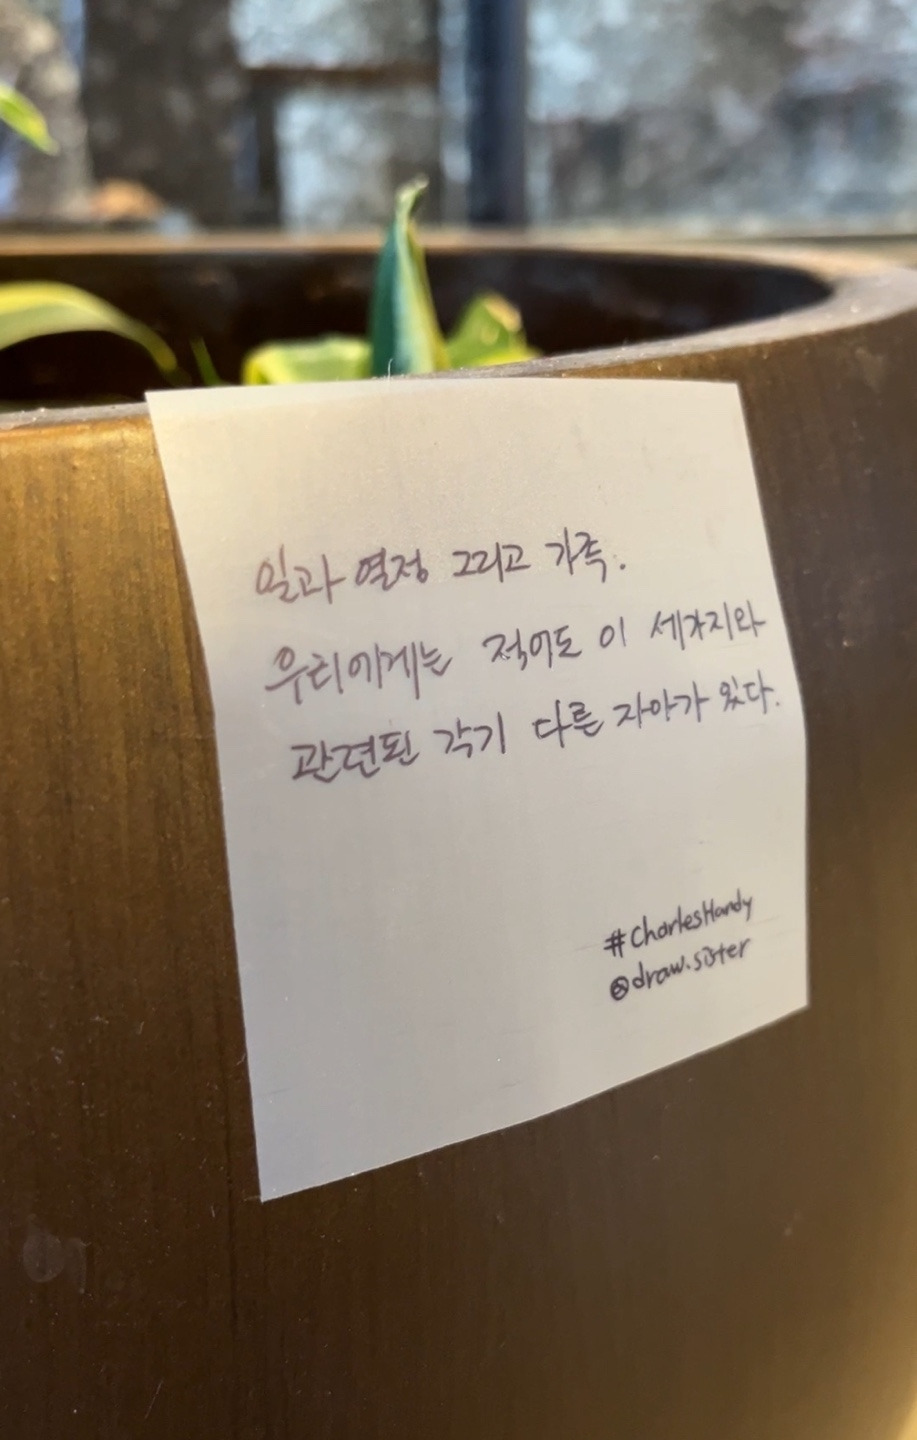 일과 열정 그리고 가족.
우리에게는 적어도 이 세가지와
관련된 각기 다른 자아가 있다.
#CharlesHandy
@draw.sister